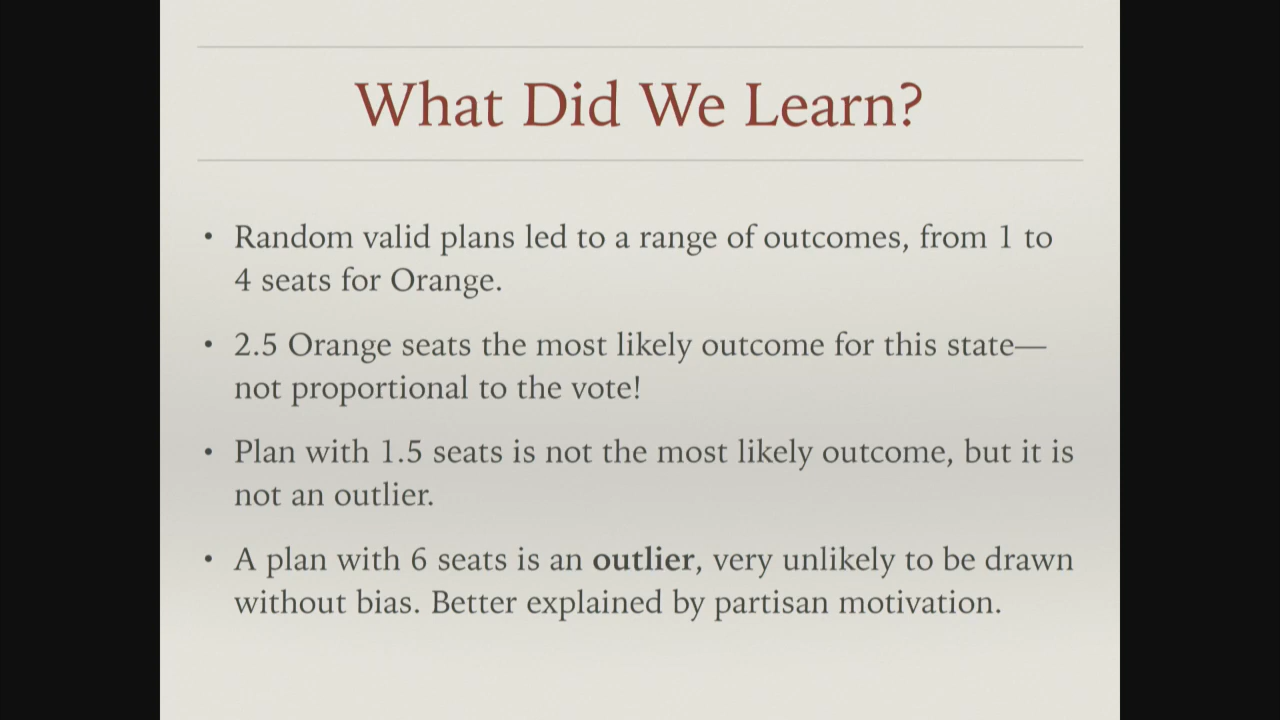 What Did We Learn?
• Random valid plans led to a range of outcomes, from 1 to
4 seats for Orange.
• 2.5 Orange seats the most likely outcome for this state—
not proportional to the vote!
• Plan with 1.5 seats is not the most likely outcome, but it is
not an outlier.
• A plan with 6 seats is an outlier, very unlikely to be drawn
without bias. Better explained by partisan motivation.